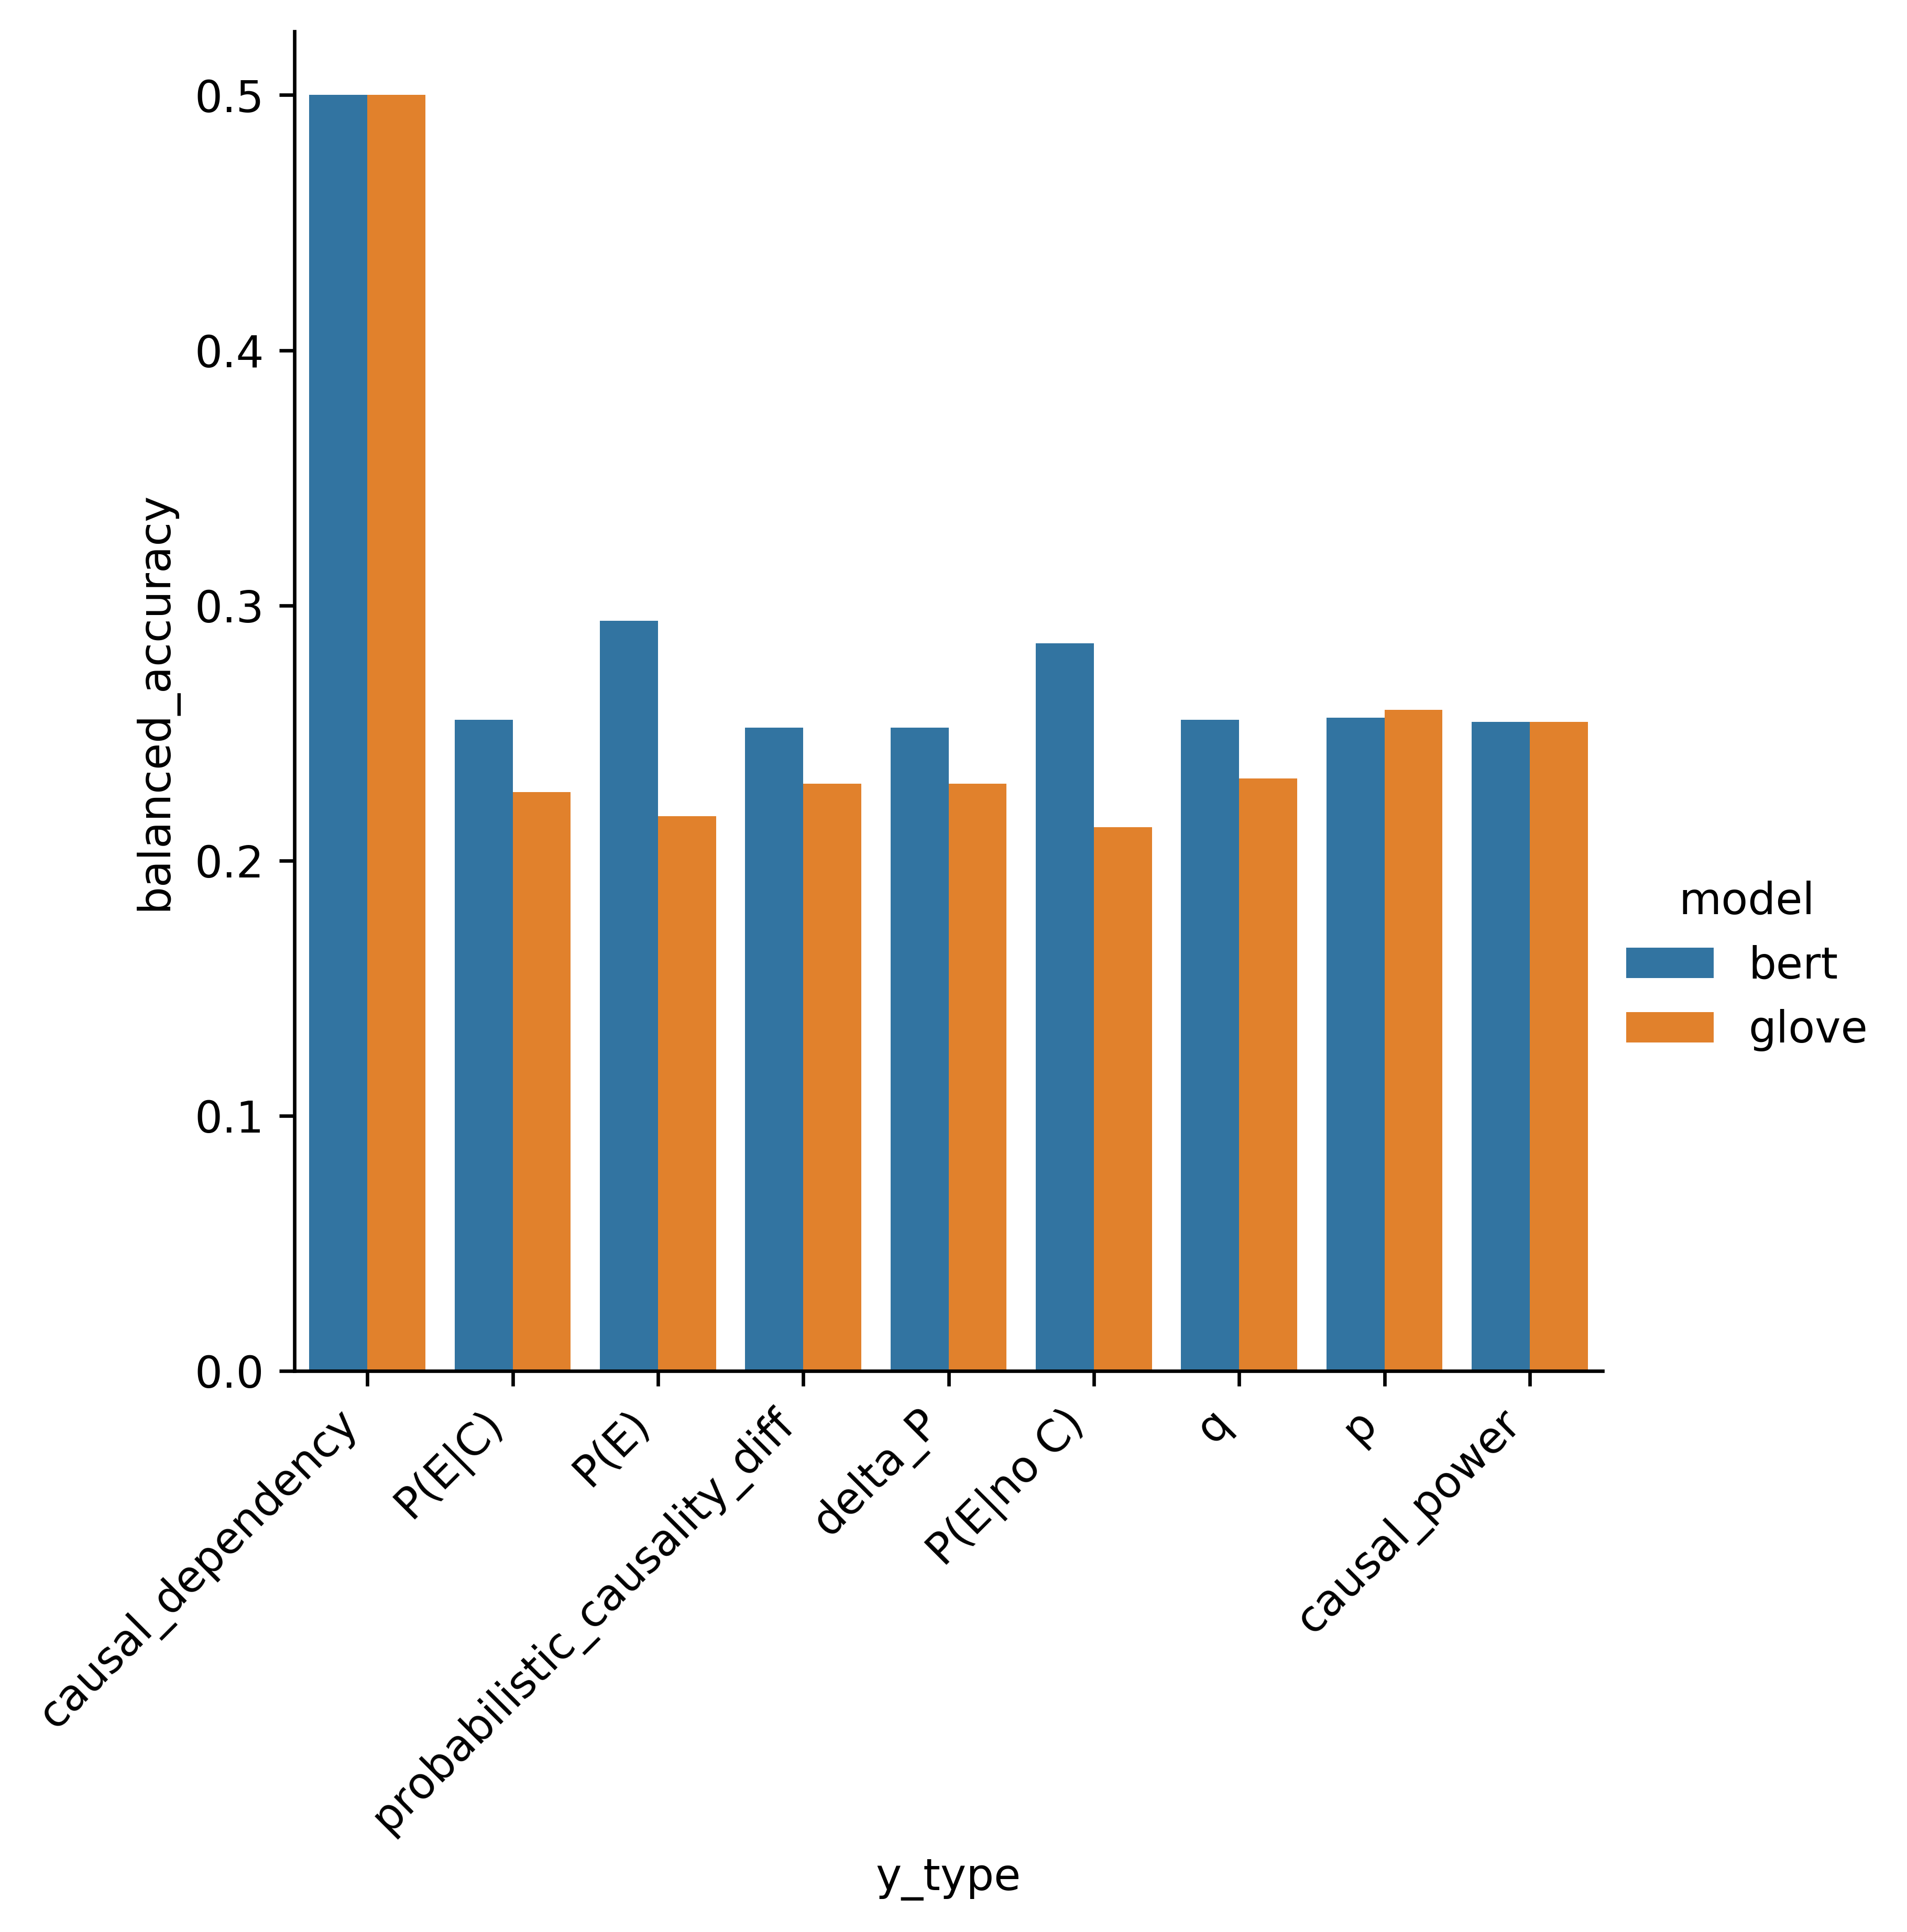 balanced_accuracy
0.5
0.4
0.3
0.2
0.1
0.0
causal_dependency
P(E|C)
P(E)
probabilistic_causality_diff
delta_P
P(E|no C)
q
p
causal_power
y_type
model
bert
glove